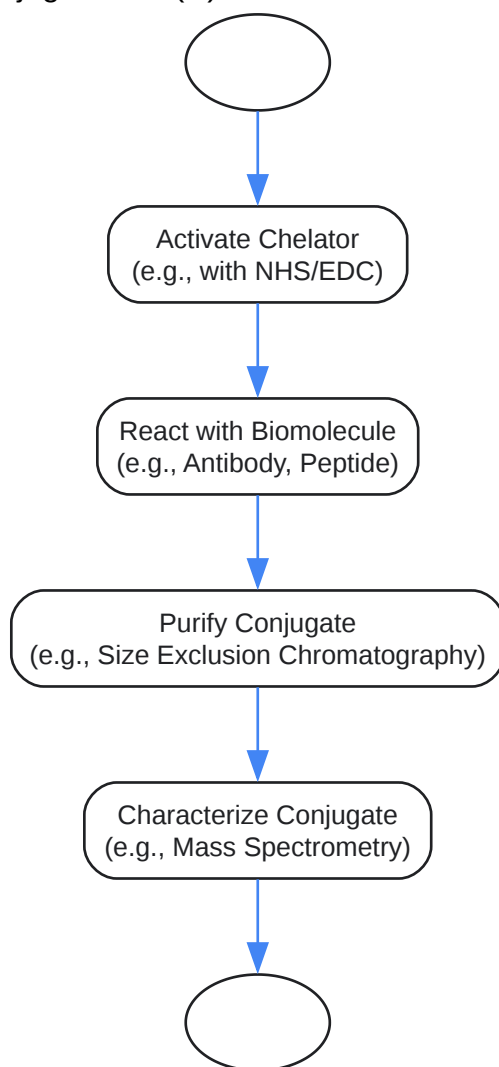 Activate Chelator
(e.g., with NHS/EDC)
React with Biomolecule
(e.g., Antibody, Peptide)
Purify Conjugate
(e.g., Size Exclusion Chromatography)
Characterize Conjugate
(e.g., Mass Spectrometry)